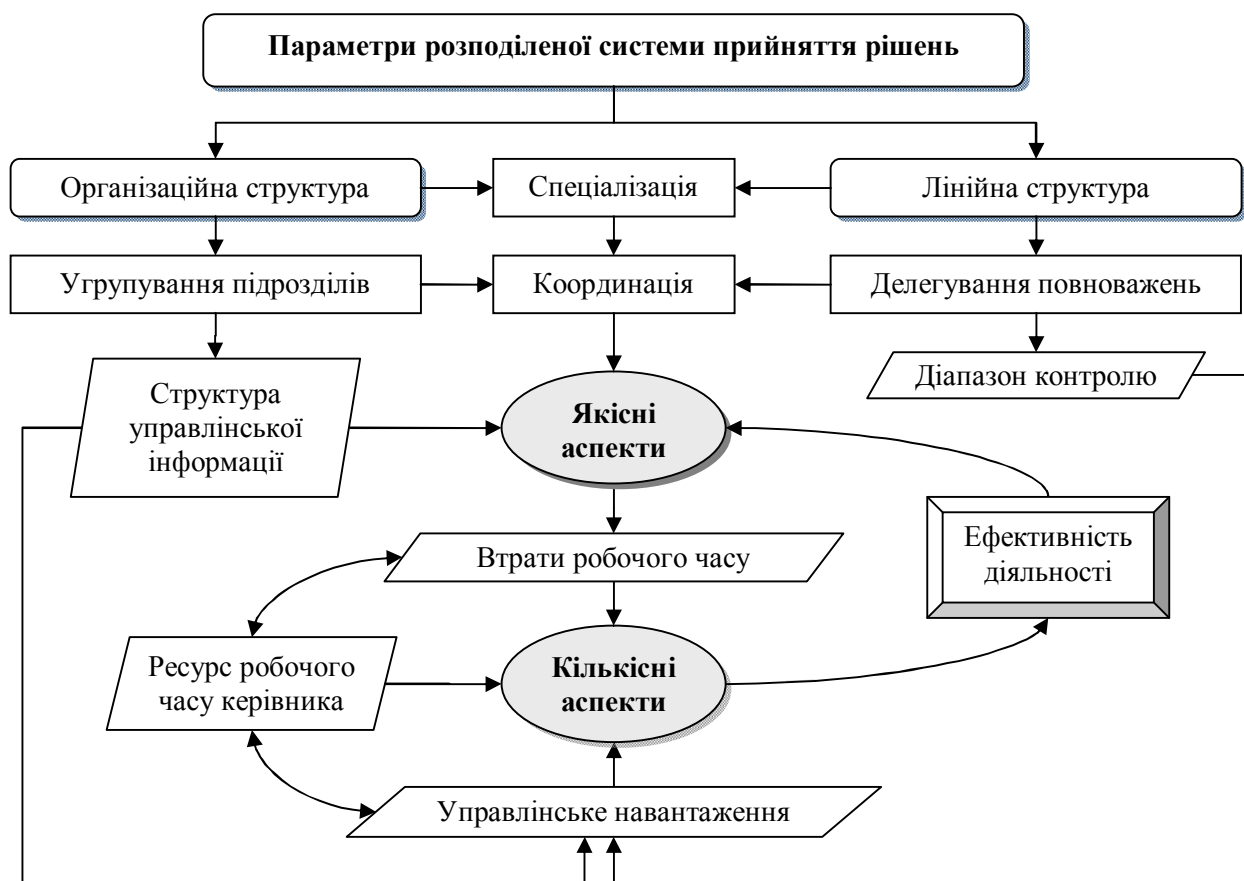 Параметри розподіленої системи прийняття рішень
Організаційна структура
Спеціалізація
Лінійна структура
Угрупування підрозділів
Координація
Делегування повноважень
Структура
управлінської
інформації
Якісні
аспекти
Діапазон контролю
Втрати робочого часу
Ефективність
діяльності
Ресурс робочого
часу керівника
Кількісні
аспекти
Управлінське навантаження